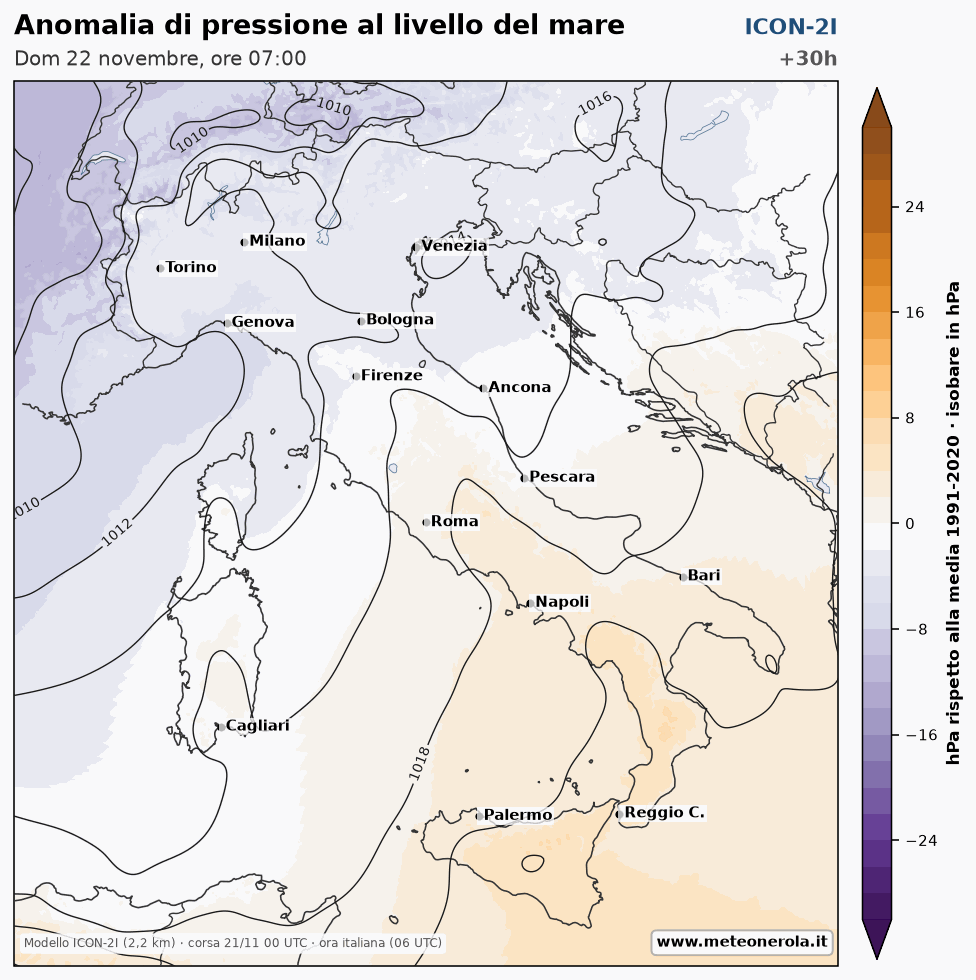 Anomalia di pressione al livello del mare
ICON-2I
Dom 22 novembre, ore 07:00
+30h
1010
1010
1016
Milano
Venezia
Torino
Genova
Bologna
Firenze
Ancona
Pescara
1010
1012
Roma
Bari
Napoli
Cagliari
1018
Palermo
Reggio C.
Modello ICON-2I (2,2 km) · corsa 21/11 00 UTC · ora italiana (06 UTC)
www.meteonerola.it
24
16
8
0
−8
−16
−24
hPa rispetto alla media 1991-2020 · isobare in hPa